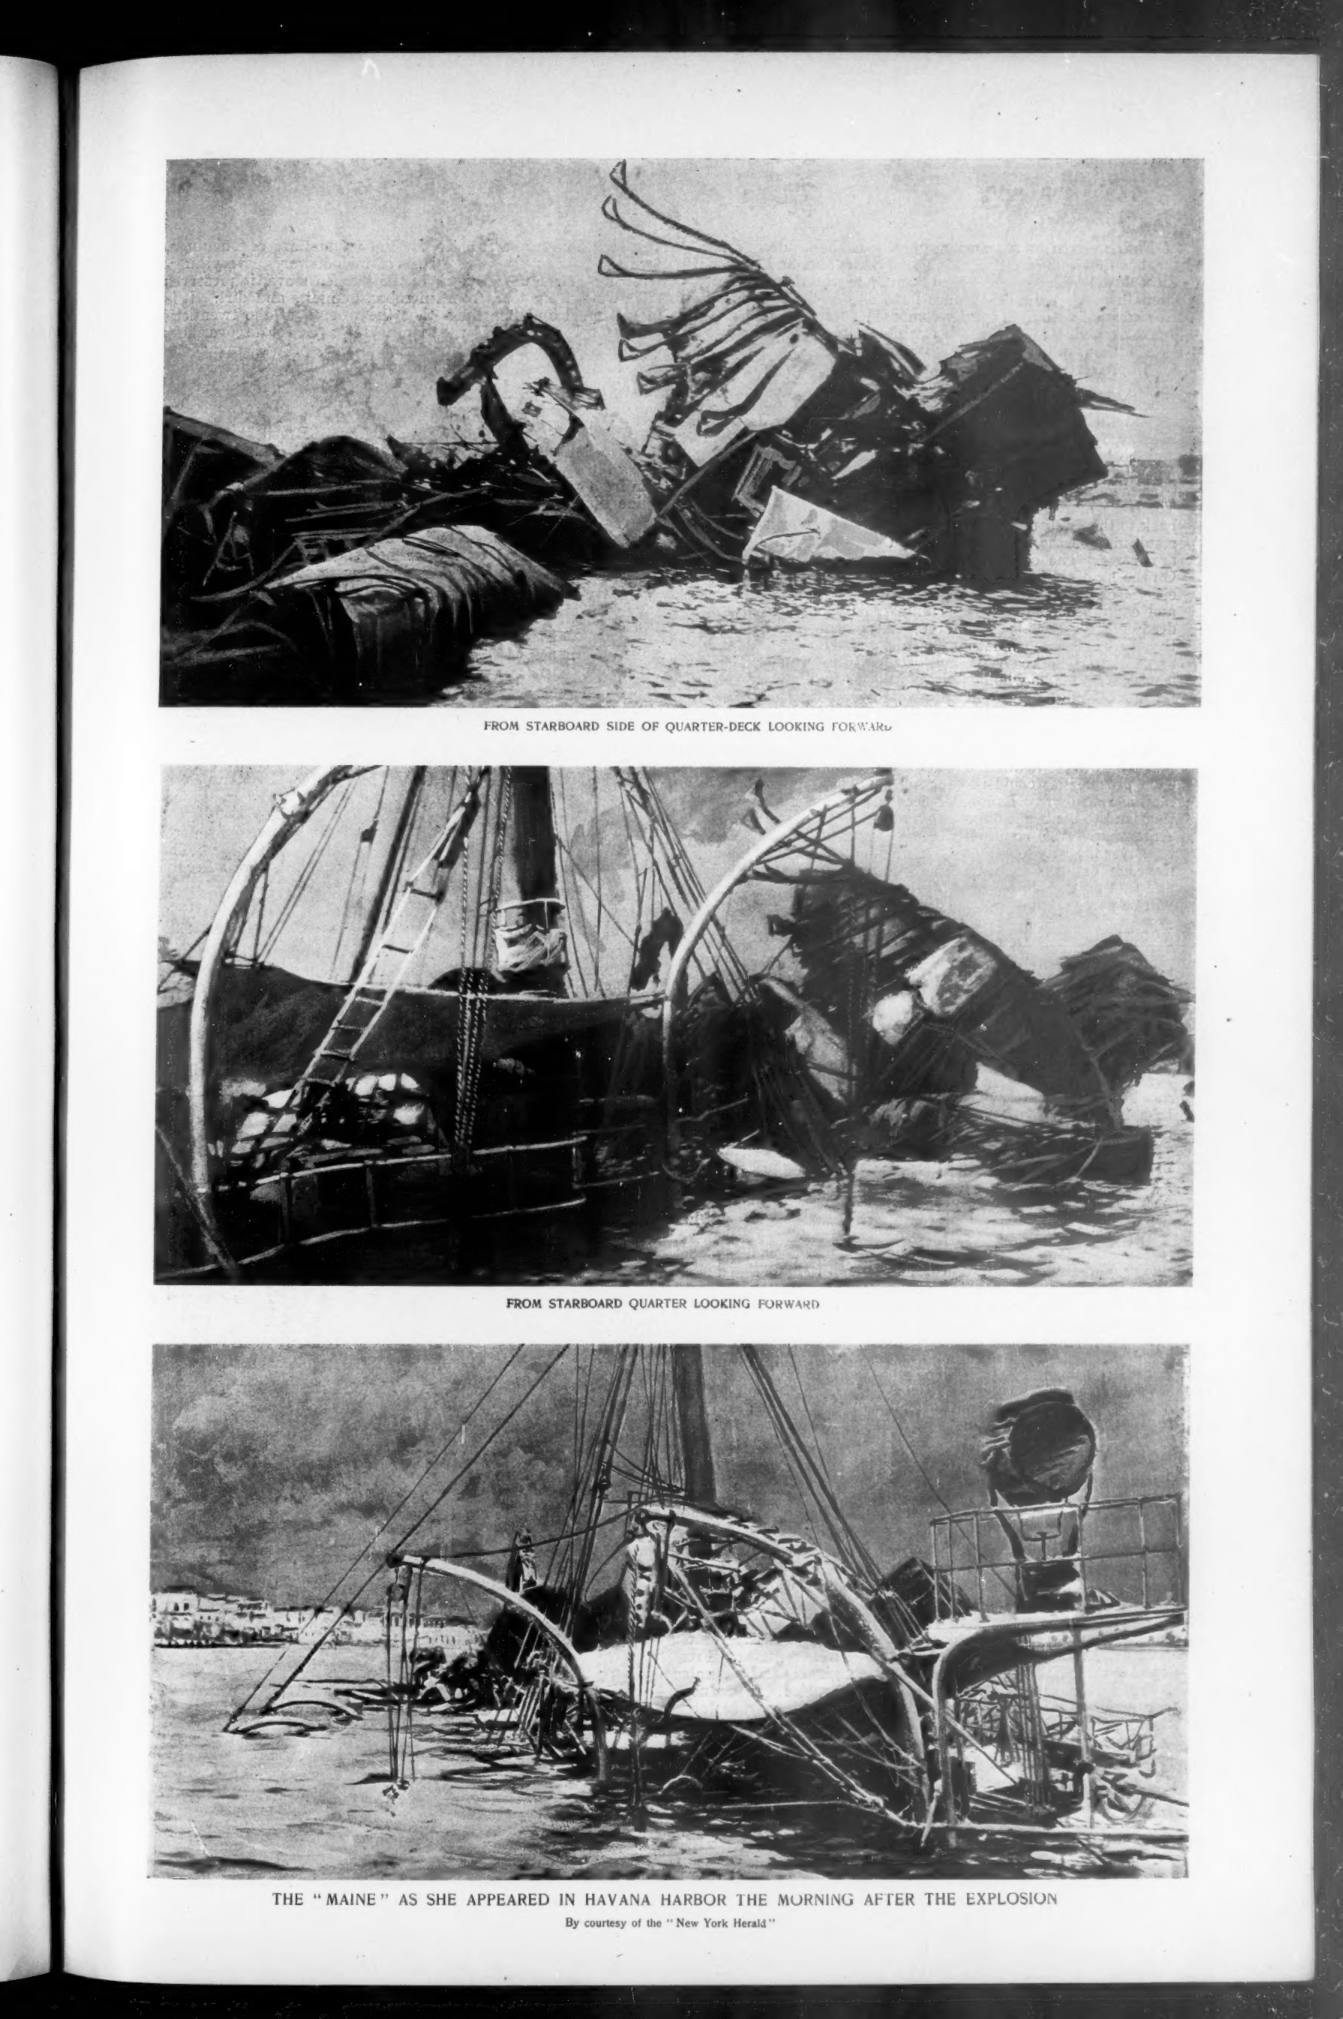 FROM STARBOARD SIDE OF QUARTER-DECK LOOKING FORWARD
FROM STARBOARD QUARTER LOOKING FORWARD
THE "MAINE" AS SHE APPEARED IN HAVANA HARBOR THE MORNING AFTER THE EXPLOSION
By courtesy of the "New York Herald"